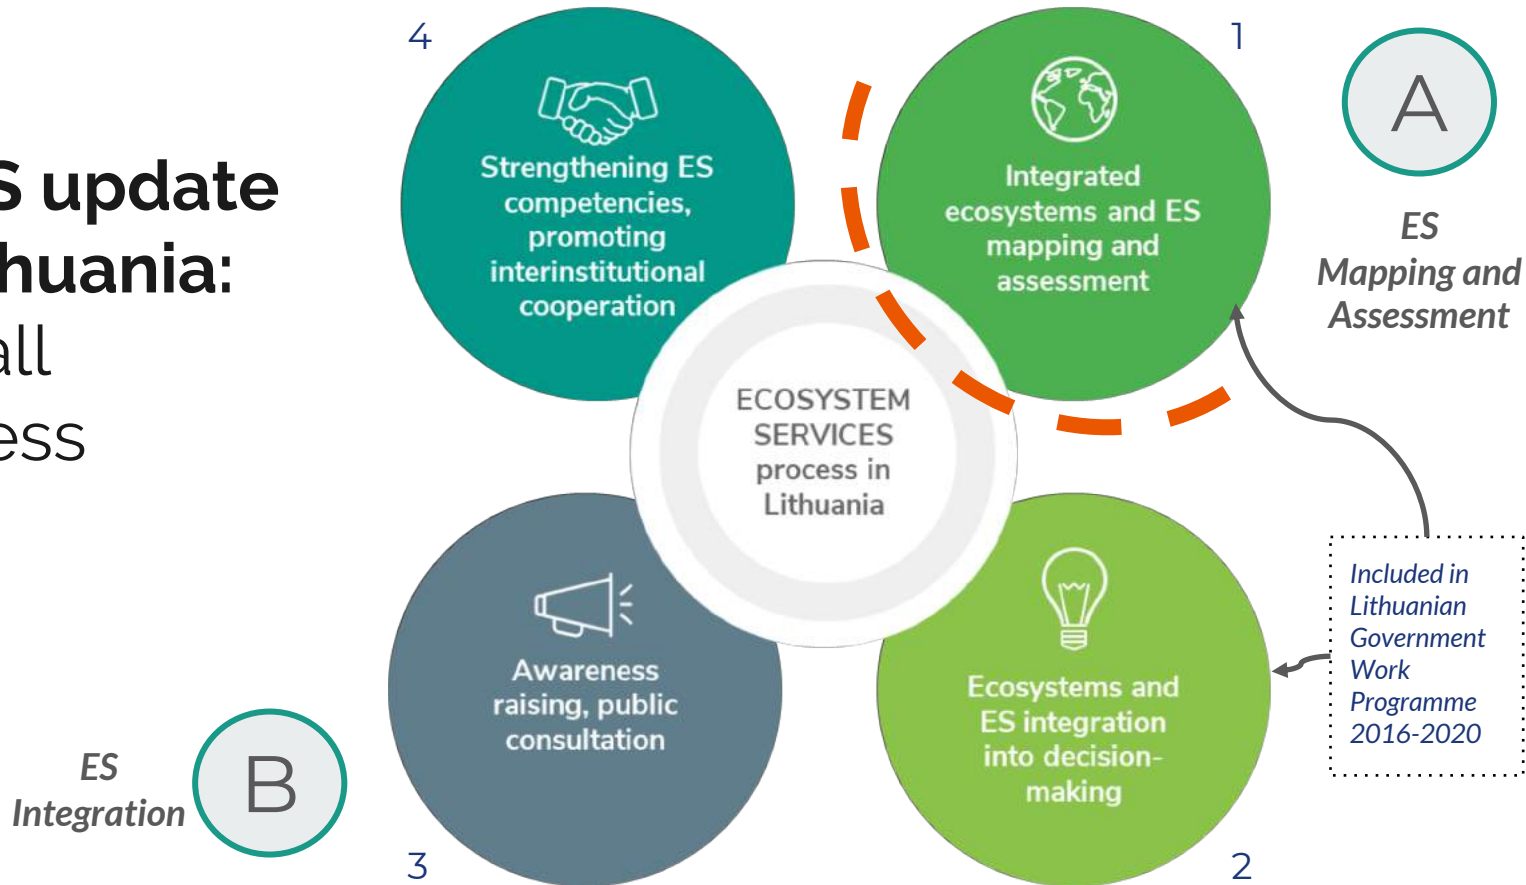 S update
huania:
all
ess
4
Strengthening ES
competencies,
promoting
interinstitutional
cooperation
1
Integrated
ecosystems and ES
mapping and
assessment
A
ES
Mapping and
Assessment
ECOSYSTEM
SERVICES
process in
Lithuania
Included in
Lithuanian
Government
Work
Programme
2016-2020
Awareness
raising, public
consultation
3
Ecosystems and
ES integration
into decision-
making
2
ES
Integration
B